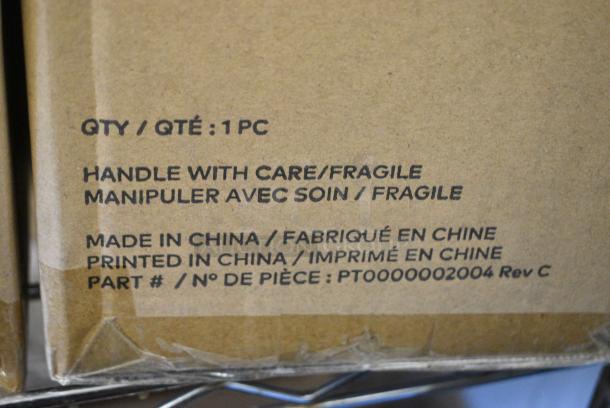 QTY / QTÉ : 1 PC
HANDLE WITH CARE/FRAGILE
MANIPULER AVEC SOIN / FRAGILE
MADE IN CHINA / FABRIQUÉ EN CHINE
PRINTED IN CHINA / IMPRIMÉ EN CHINE
PART # / Nº DE PIÈCE : PT0000002004 Rev C